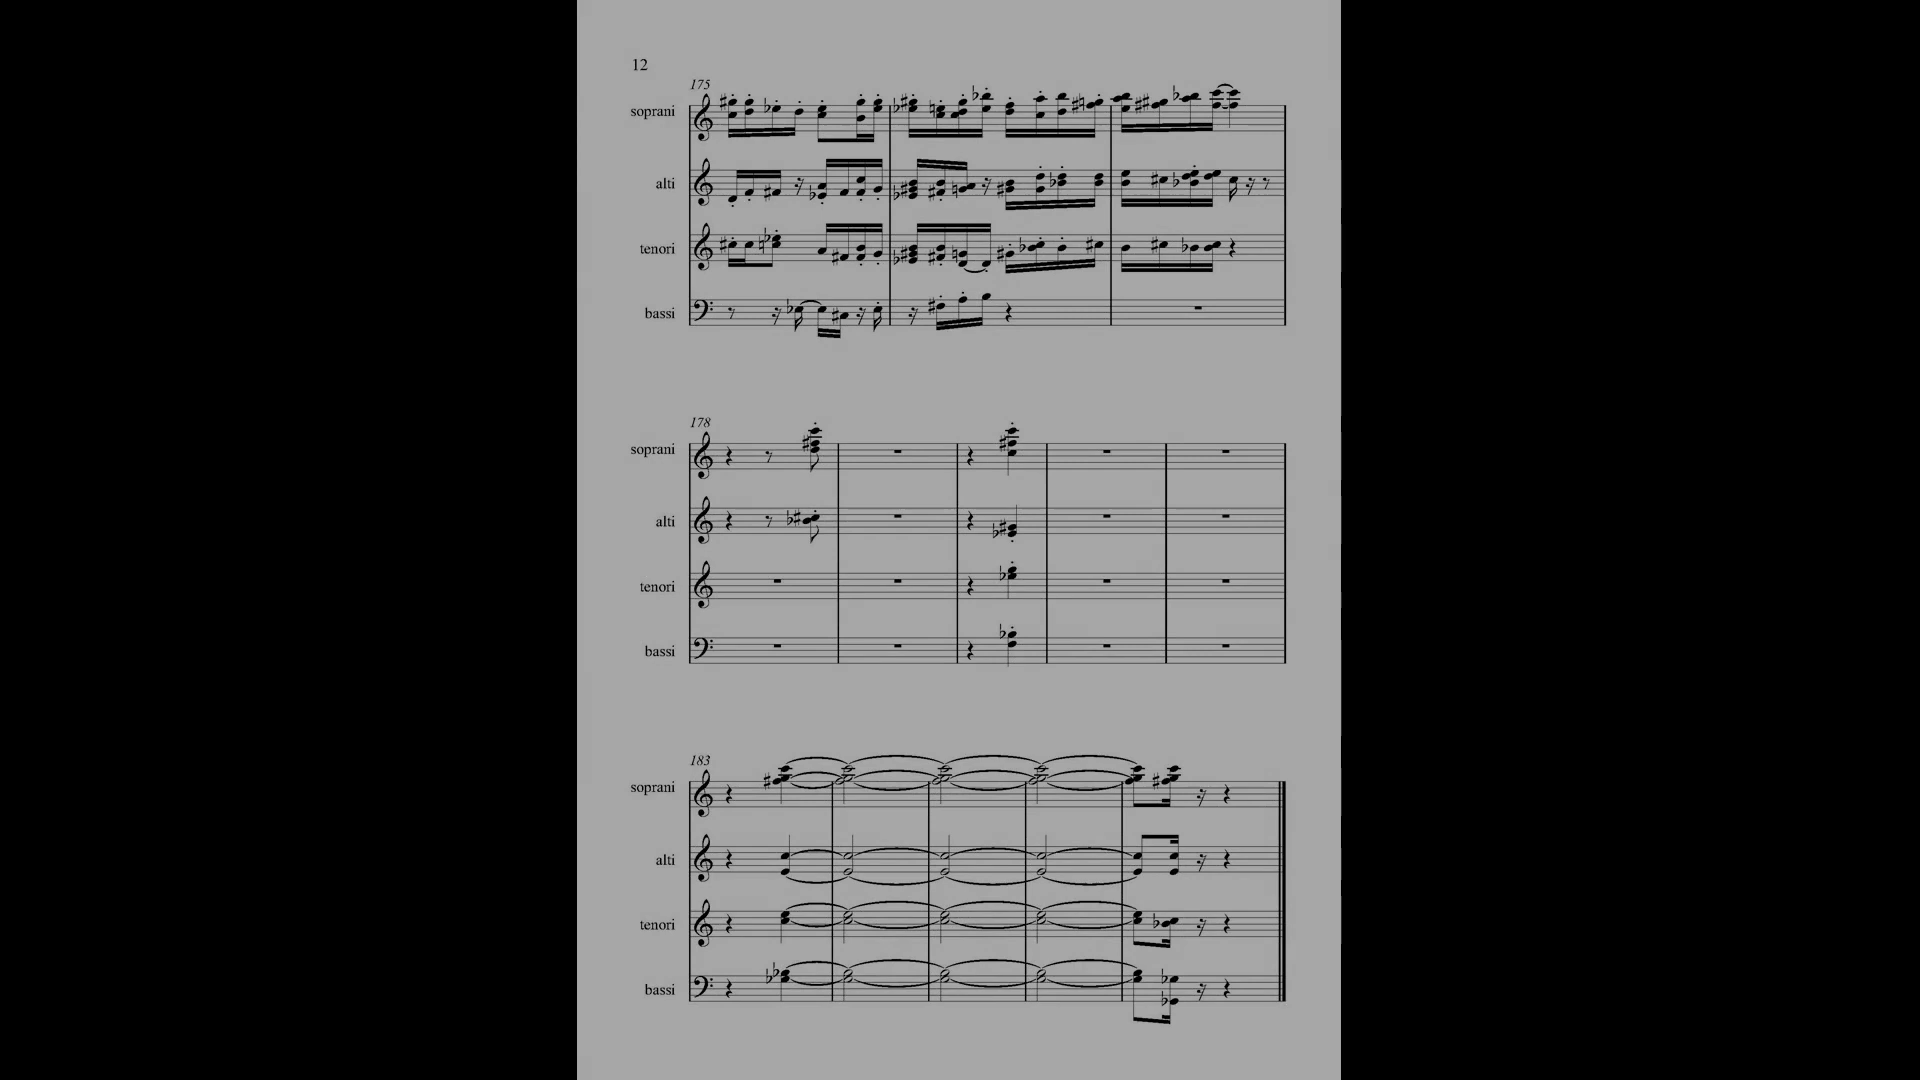 12
175
soprani
alti
tenori
bassi
178
soprani
alti
tenori
bassi
183
soprani
alti
tenori
bassi